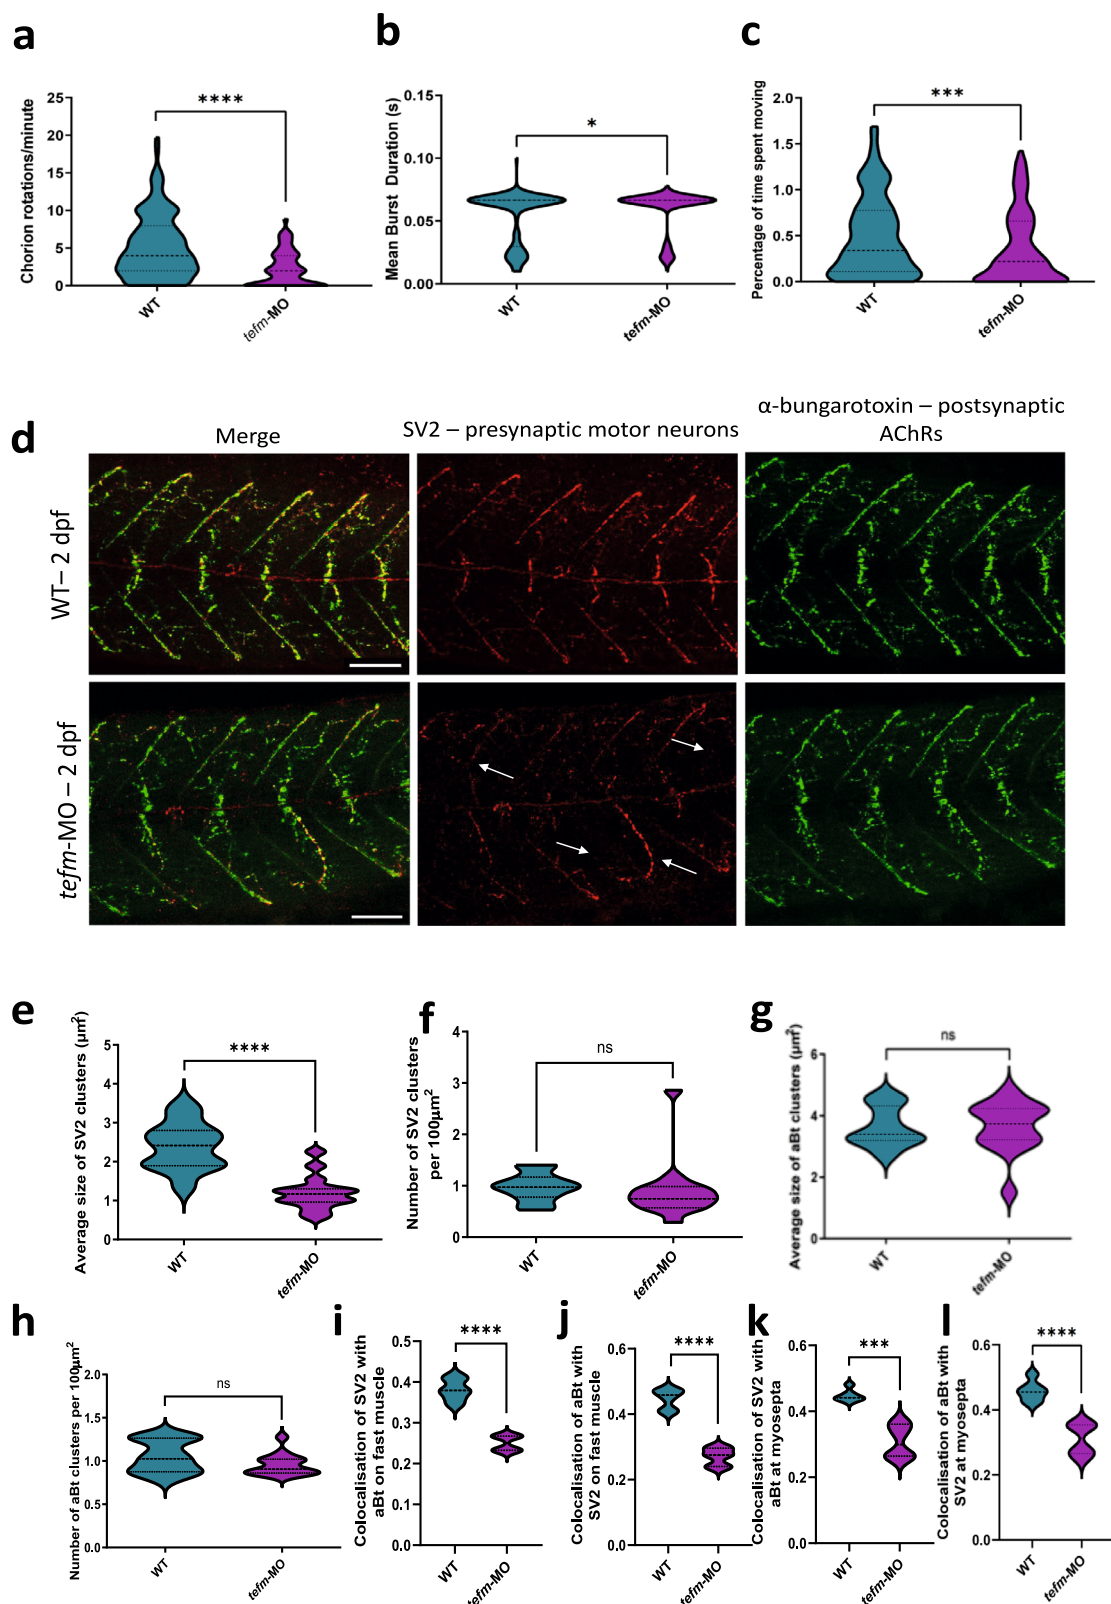 a
b
c
Chorion rotations/minute
25
20
15
10
5
0
****
WT
tefm-MO
Mean Burst Duration (s)
0.15
0.10
0.05
0.00
*
WT
tefm-MO
Percentage of time spent moving
2.0
1.5
1.0
0.5
0.0
***
WT
tefm-MO
d
Merge
SV2 – presynaptic motor neurons
α-bungarotoxin – postsynaptic
AChRs
WT– 2 dpf
tefm-MO – 2 dpf
e
f
g
Average size of SV2 clusters (µm²)
5
4
3
2
1
0
****
WT
tefm-MO
Number of SV2 clusters
per 100µm²
4
3
2
1
0
ns
WT
tefm-MO
Average size of aBt clusters (µm²)
6
4
2
0
ns
WT
tefm-MO
h
i
j
k
l
Number of aBt clusters per 100µm²
2.0
1.5
1.0
0.5
0.0
ns
WT
tefm-MO
Colocalisation of SV2 with
aBt on fast muscle
0.5
0.4
0.3
0.2
0.1
0.0
****
WT
tefm-MO
Colocalisation of aBt with
SV2 on fast muscle
0.6
0.4
0.2
0.0
****
WT
tefm-MO
Colocalisation of SV2 with
aBt at myosepta
0.6
0.4
0.2
0.0
***
WT
tefm-MO
Colocalisation of aBt with
SV2 at myosepta
0.6
0.4
0.2
0.0
****
WT
tefm-MO